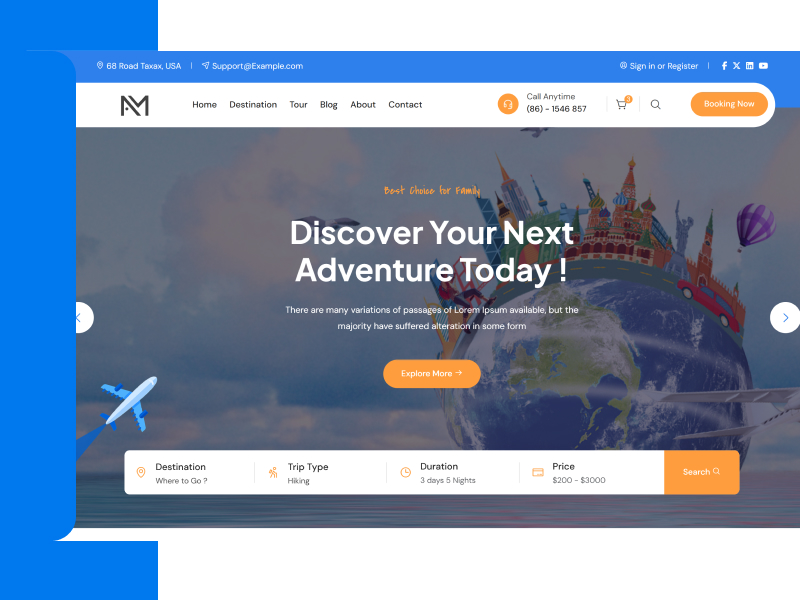 68 Road Taxax, USA
Support@Example.com
Sign in or Register
Home
Destination
Tour
Blog
About
Contact
Call Anytime
(86) - 1546 857
Booking Now
Best Choice for Family
Discover Your Next
Adventure Today !
There are many variations of passages of Lorem Ipsum available, but the
majority have suffered alteration in some form
Explore More
Destination
Where to Go ?
Trip Type
Hiking
Duration
3 days 5 Nights
Price
$200 - $3000
Search